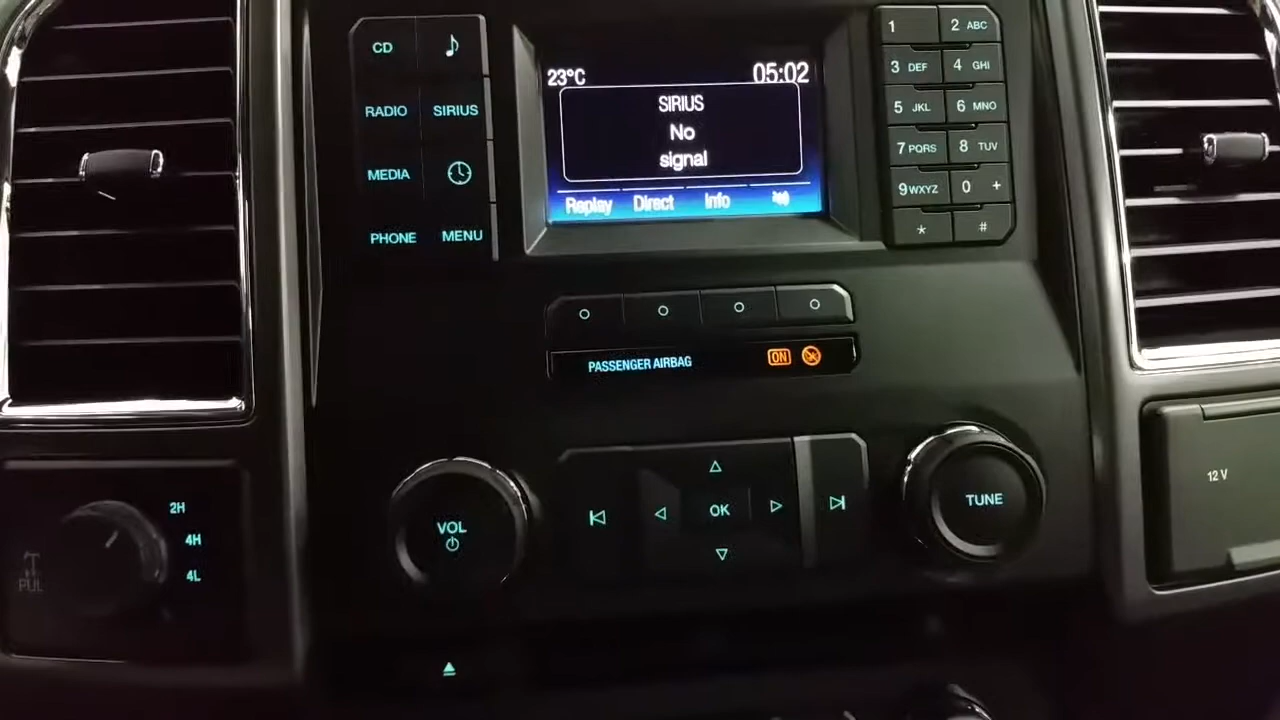 CD
RADIO SIRIUS
MEDIA
PHONE MENU
23°C 05:02
SIRIUS
No
signal
Replay Direct Info
1 2 ABC
3 DEF 4 GHI
5 JKL 6 MNO
7 PQRS 8 TUV
9 WXYZ 0 +
* #
PASSENGER AIRBAG ON
2H
4H
4L
PUL
VOL
OK
TUNE
12 V